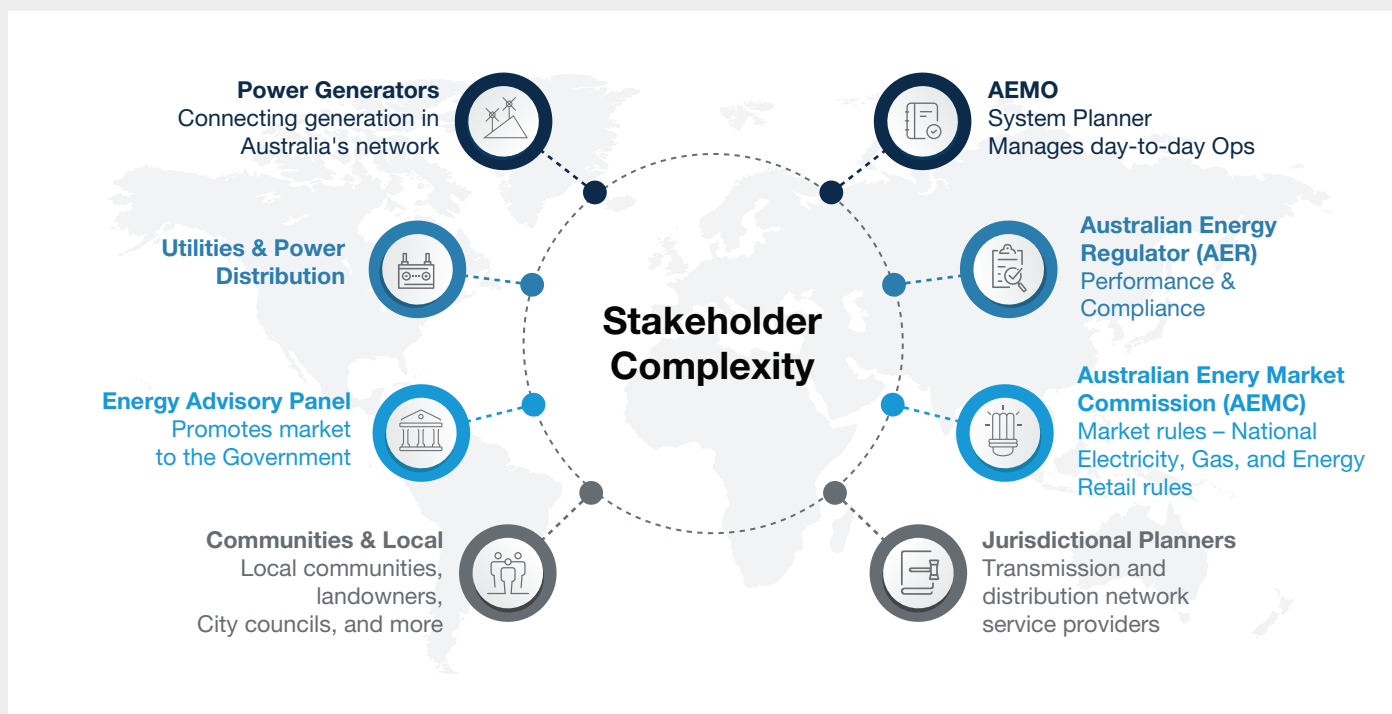 Power Generators
Connecting generation in
Australia's network
Utilities & Power
Distribution
Energy Advisory Panel
Promotes market
to the Government
Communities & Local
Local communities,
landowners,
City councils, and more
Stakeholder
Complexity
AEMO
System Planner
Manages day-to-day Ops
Australian Energy
Regulator (AER)
Performance &
Compliance
Australian Enery Market
Commission (AEMC)
Market rules – National
Electricity, Gas, and Energy
Retail rules
Jurisdictional Planners
Transmission and
distribution network
service providers